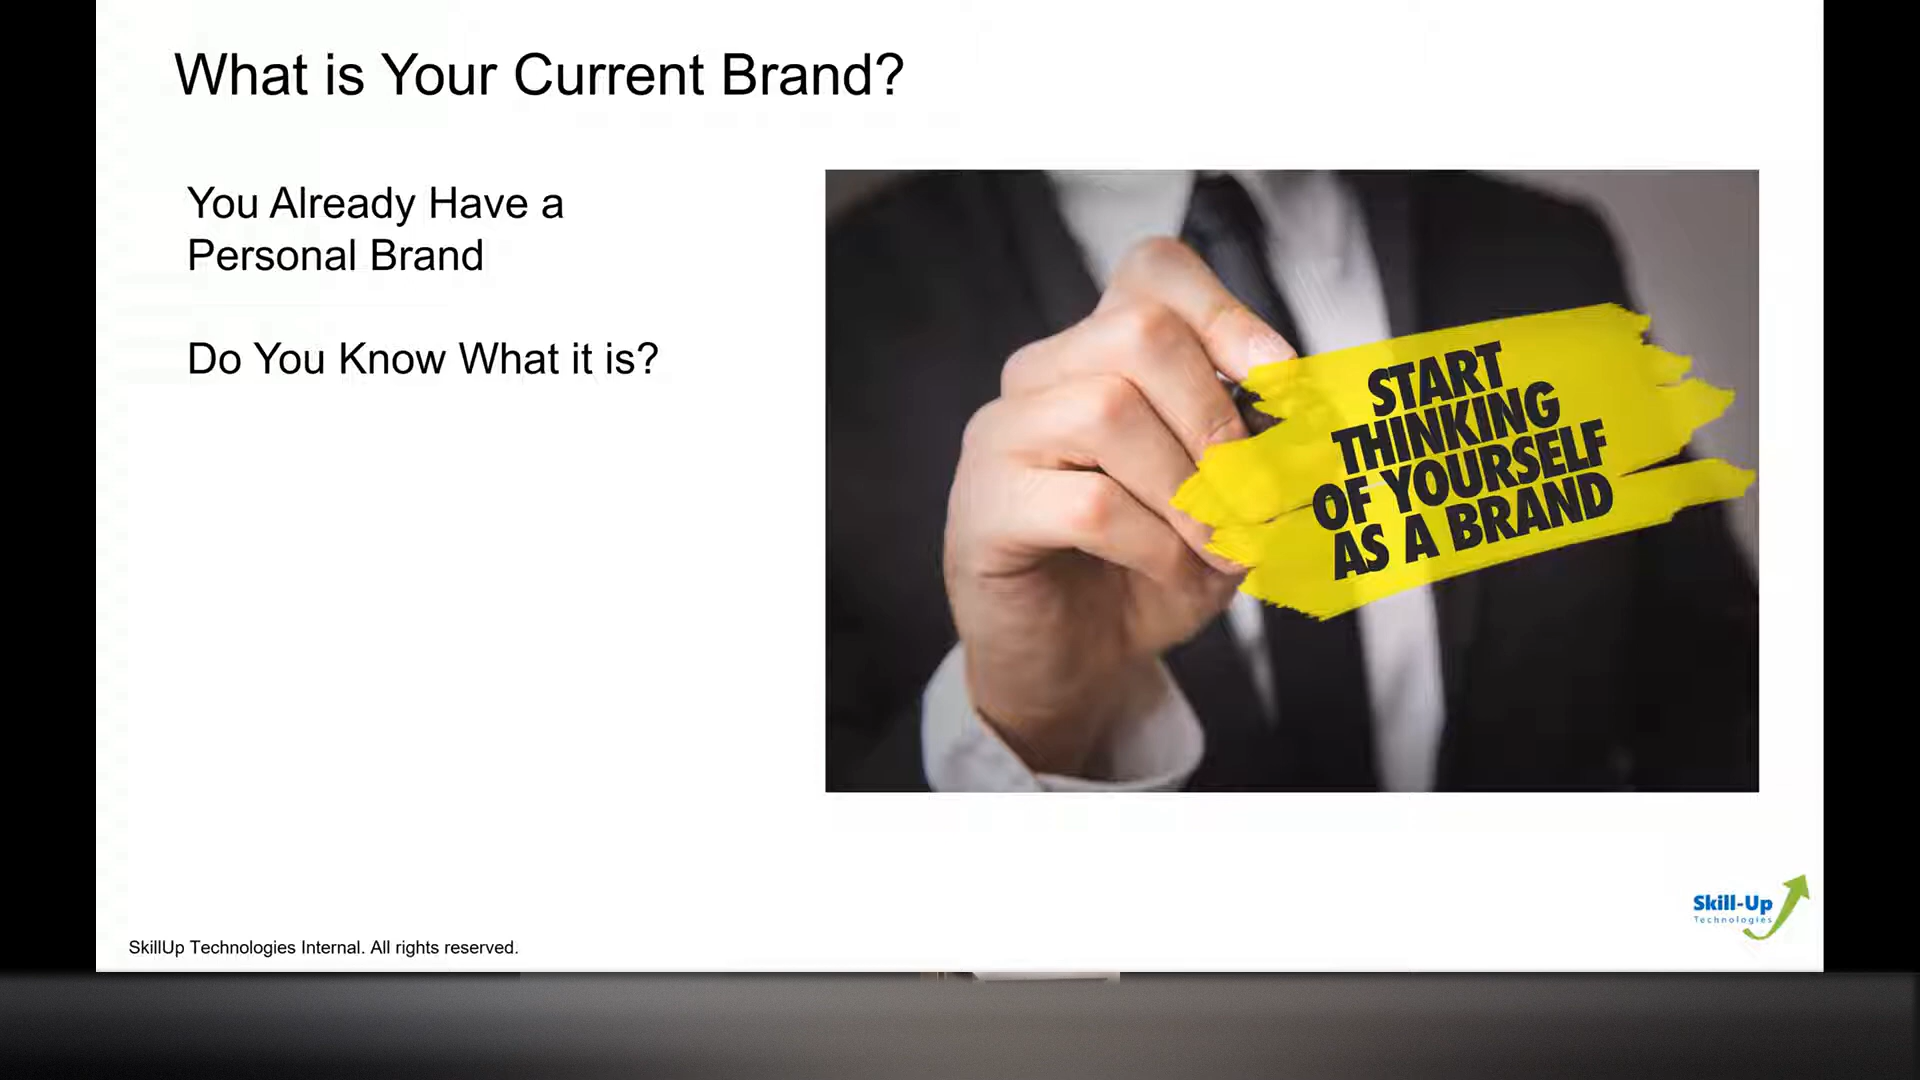 What is Your Current Brand?
You Already Have a
Personal Brand
Do You Know What it is?
START
THINKING
OF YOURSELF
AS A BRAND
Skill-Up
Technologies
SkillUp Technologies Internal. All rights reserved.